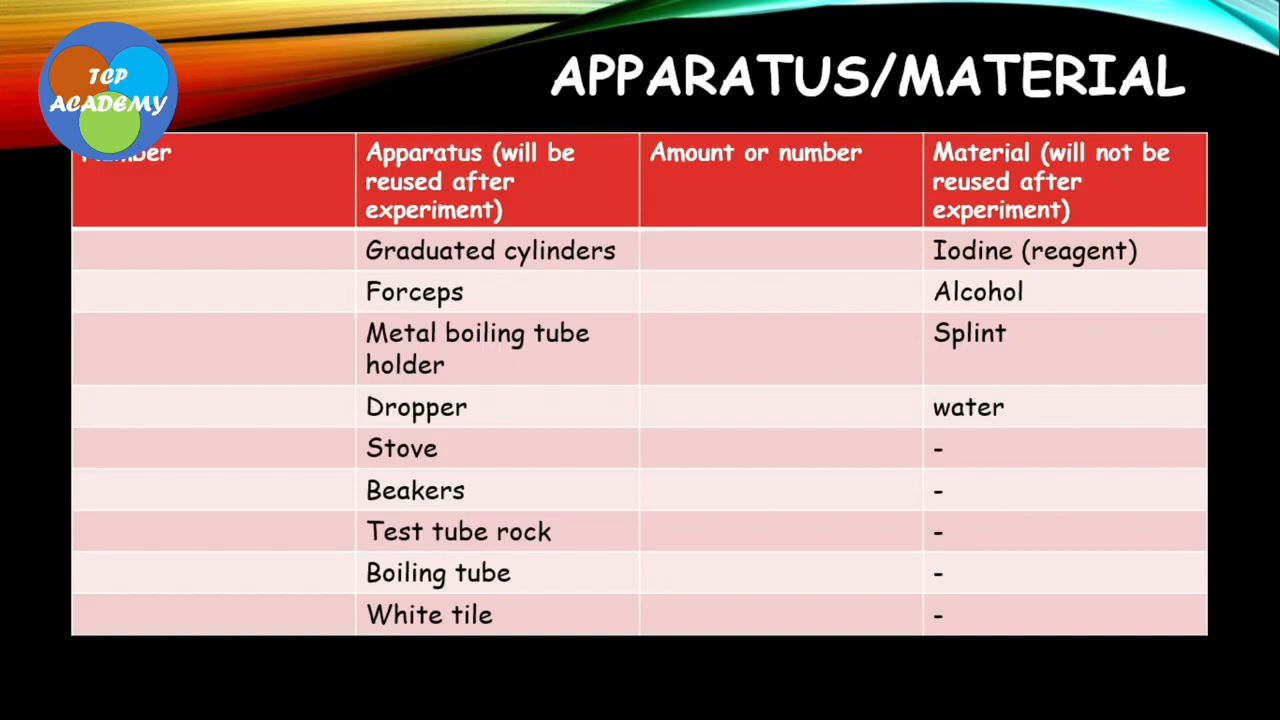 TCP
ACADEMY
APPARATUS/MATERIAL
Number
Apparatus (will be
reused after
experiment)
Amount or number
Material (will not be
reused after
experiment)
Graduated cylinders
Iodine (reagent)
Forceps
Alcohol
Metal boiling tube
holder
Splint
Dropper
water
Stove
-
Beakers
-
Test tube rock
-
Boiling tube
-
White tile
-